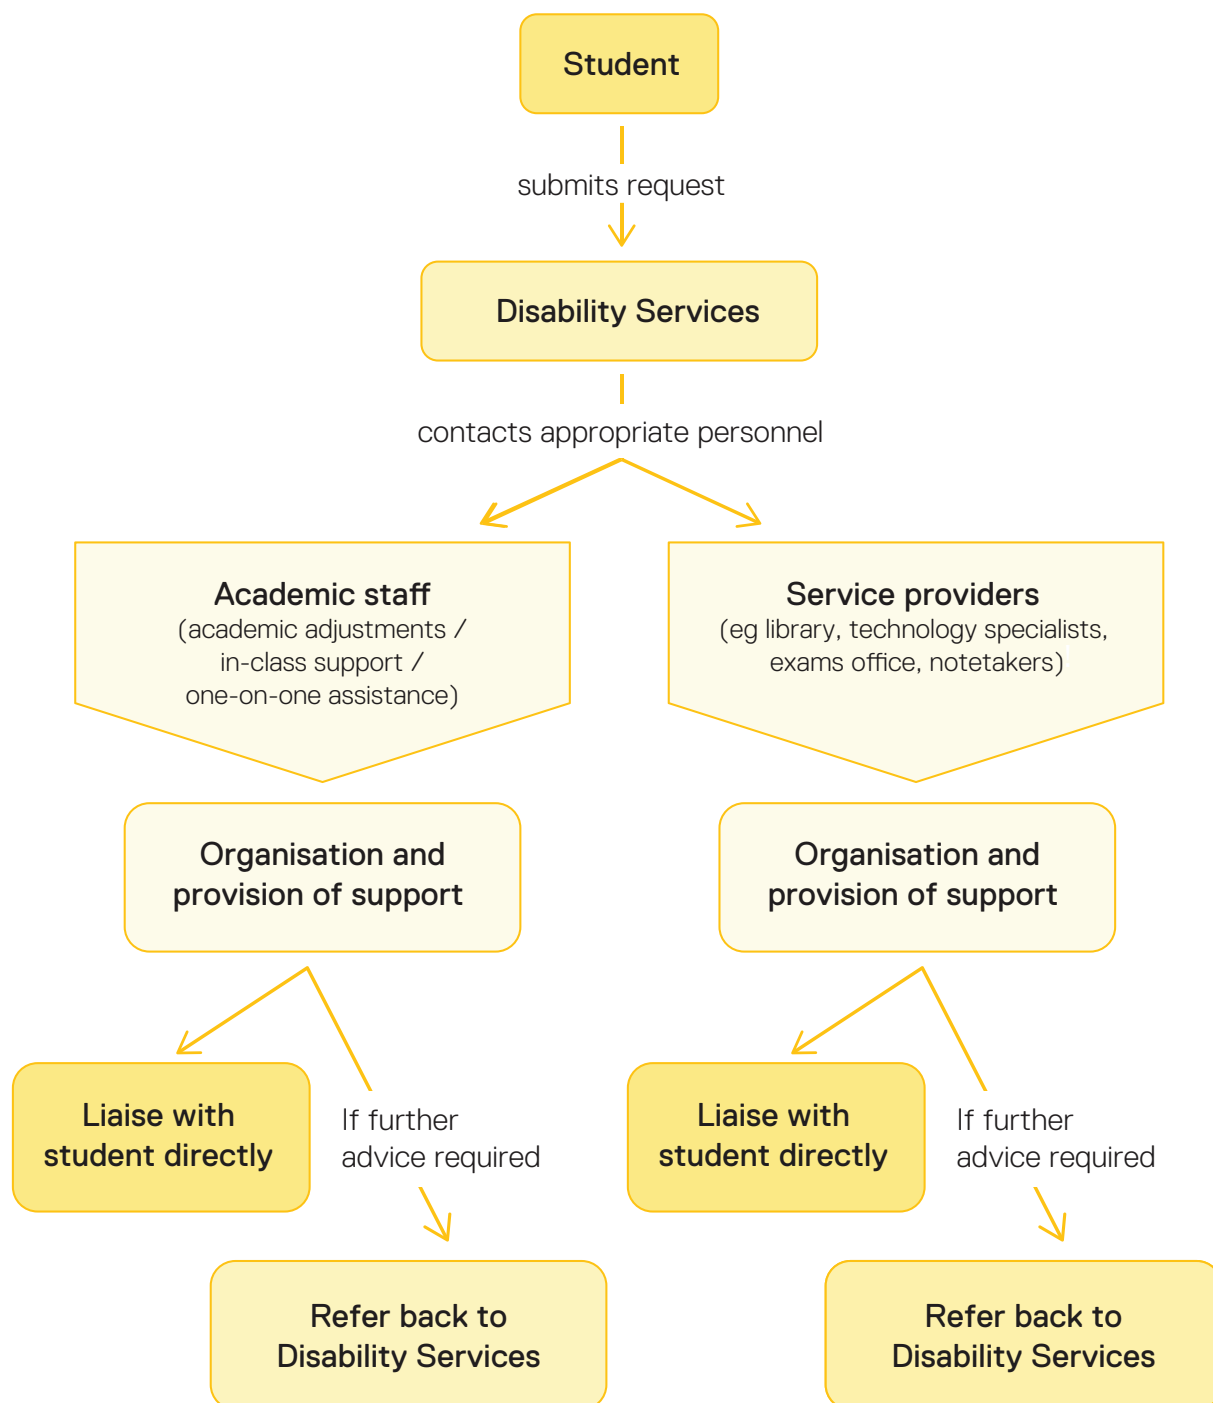 Student
submits request
Disability Services
contacts appropriate personnel
Academic staff
(academic adjustments /
in-class support /
one-on-one assistance)
Service providers
(eg library, technology specialists,
exams office, notetakers)
Organisation and
provision of support
Organisation and
provision of support
Liaise with
student directly
If further
advice required
Liaise with
student directly
If further
advice required
Refer back to
Disability Services
Refer back to
Disability Services